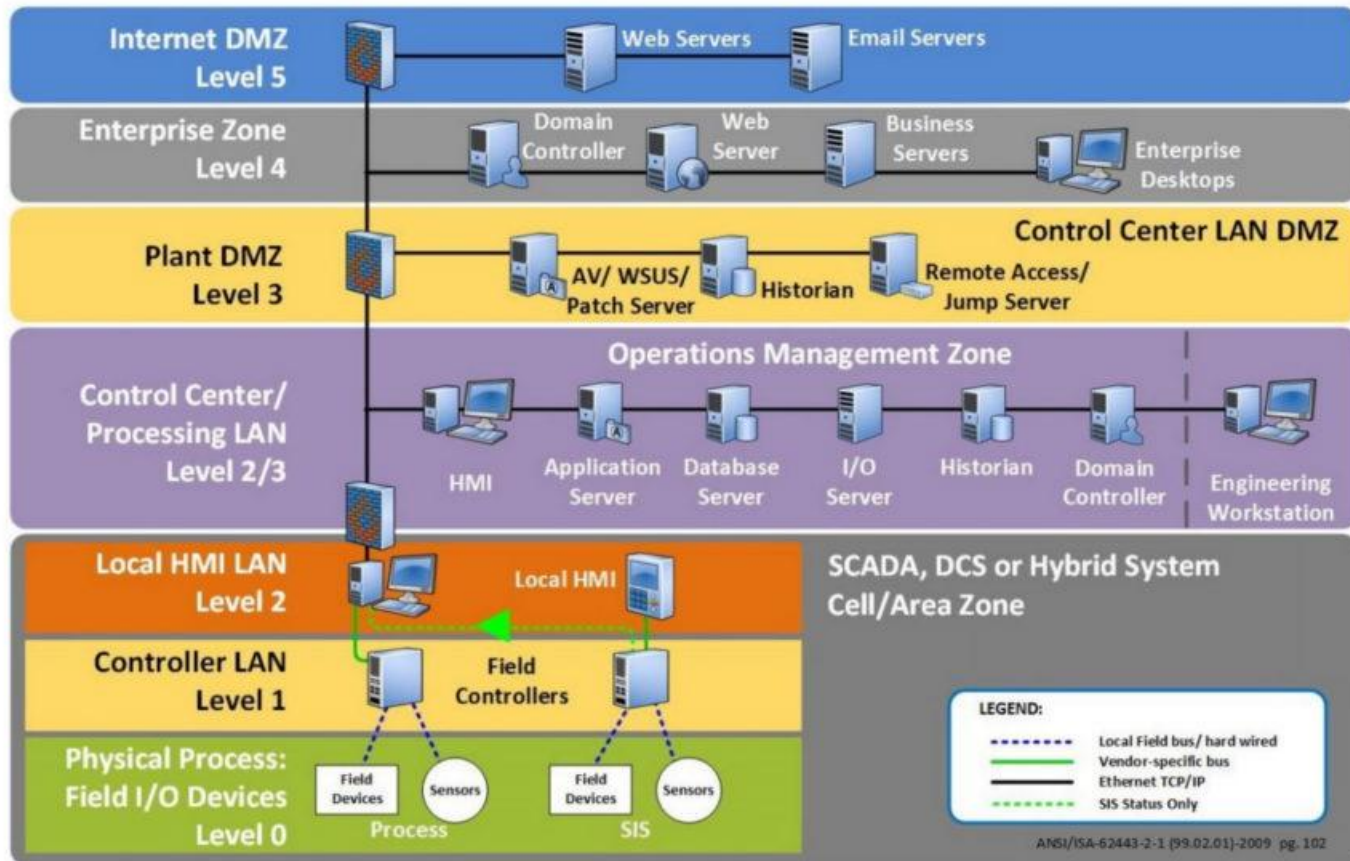 Internet DMZ
Level 5
Web Servers
Email Servers
Enterprise Zone
Level 4
Domain
Controller
Web
Server
Business
Servers
Enterprise
Desktops
Plant DMZ
Level 3
Control Center LAN DMZ
AV/ WSUS/
Patch Server
Historian
Remote Access/
Jump Server
Control Center/
Processing LAN
Level 2/3
Operations Management Zone
HMI
Application
Server
Database
Server
I/O
Server
Historian
Domain
Controller
Engineering
Workstation
Local HMI LAN
Level 2
Local HMI
SCADA, DCS or Hybrid System
Cell/Area Zone
Controller LAN
Level 1
Field
Controllers
Physical Process:
Field I/O Devices
Level 0
Field
Devices
Sensors
Process
Field
Devices
Sensors
SIS
LEGEND:
Local Field bus/ hard wired
Vendor-specific bus
Ethernet TCP/IP
SIS Status Only
ANSI/ISA-62443-2-1 (99.02.01)-2009 pg. 102